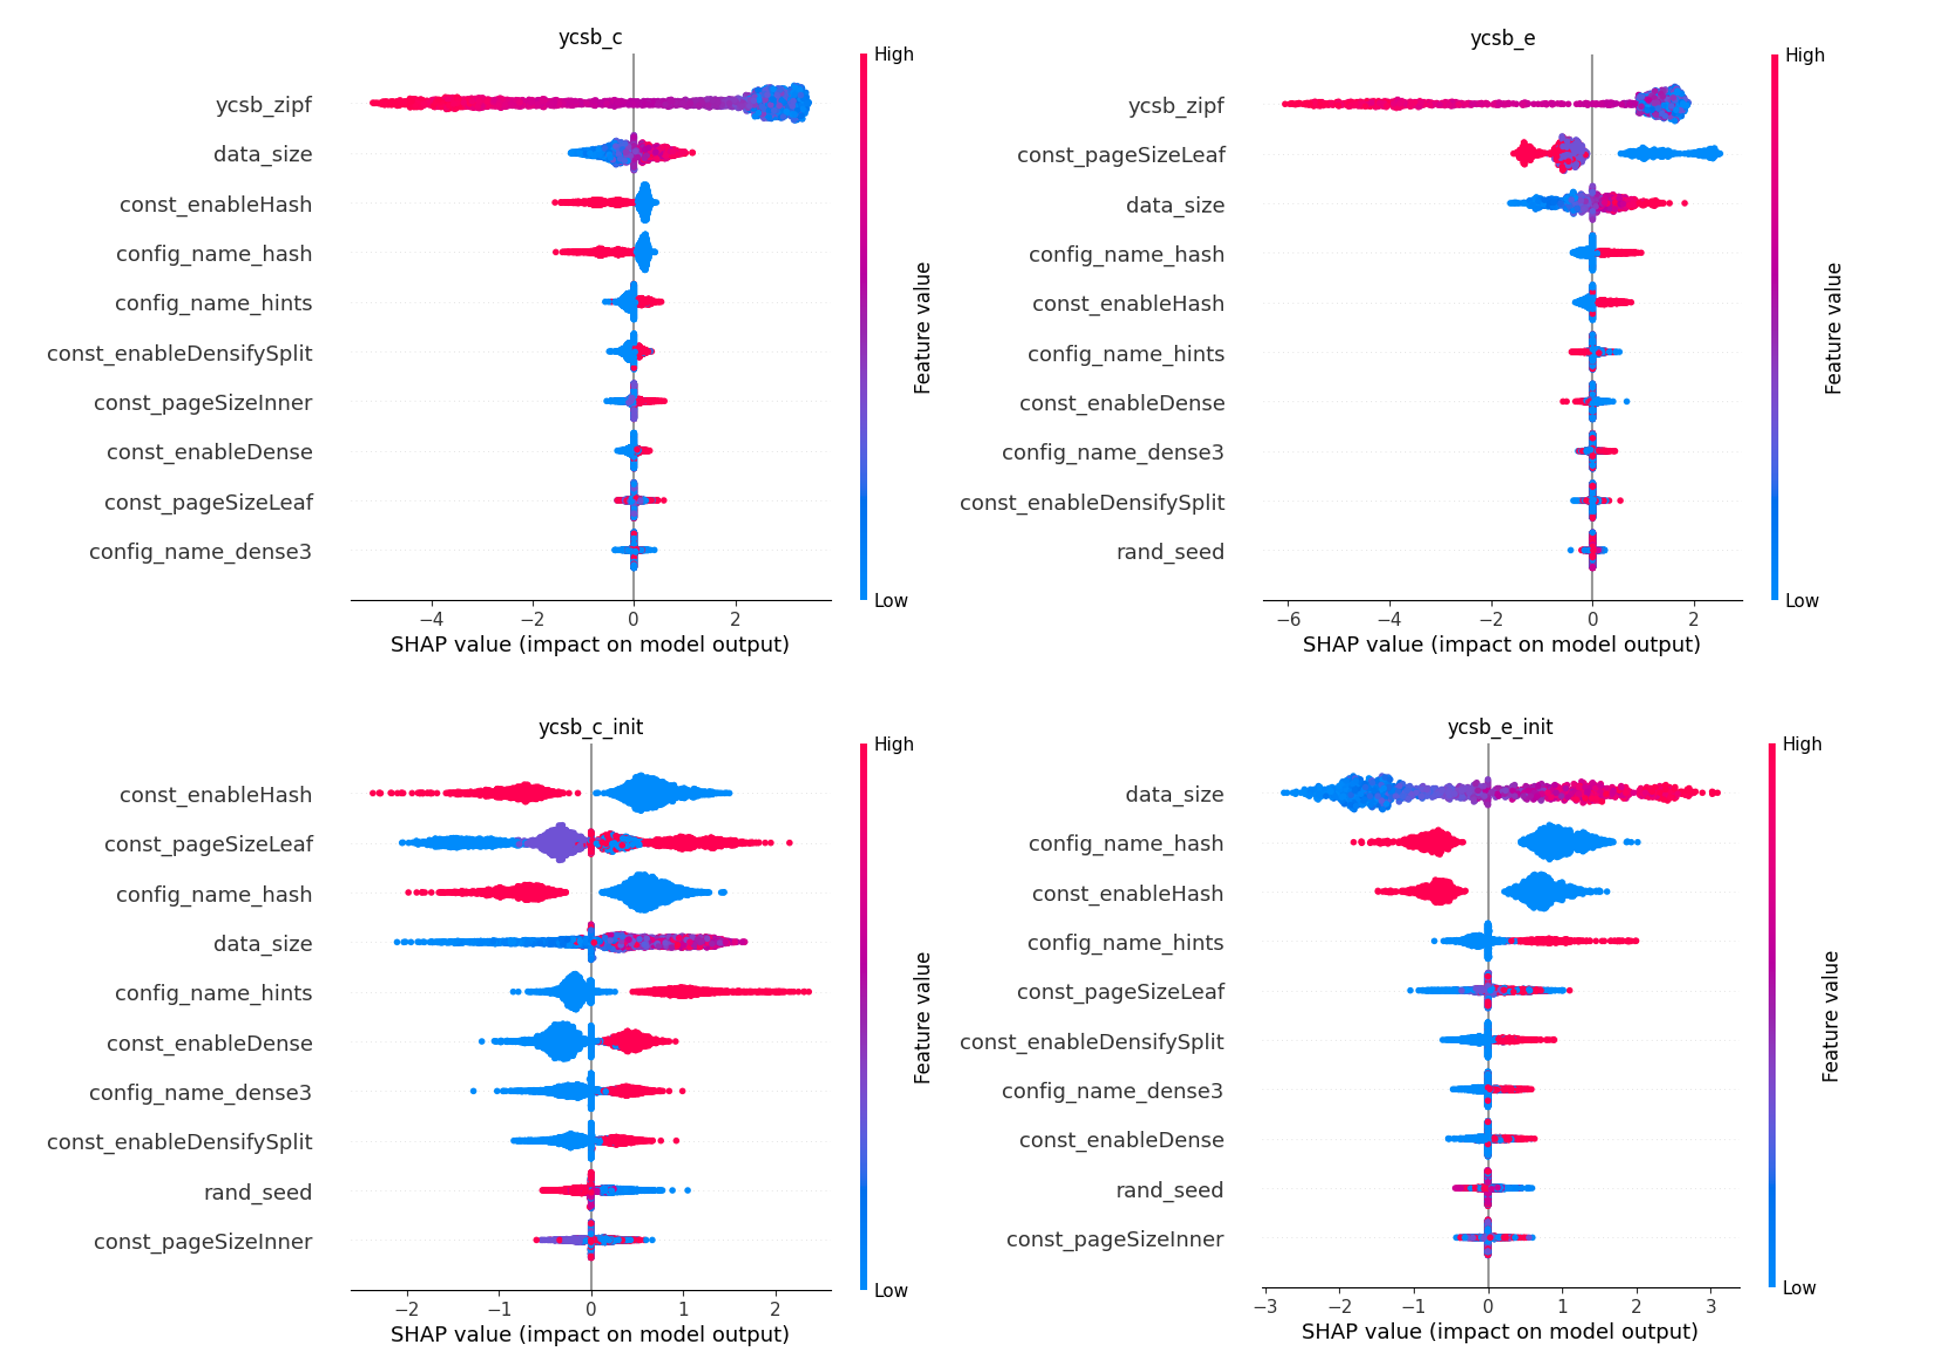 ycsb_c
High
ycsb_zipf
data_size
const_enableHash
config_name_hash
config_name_hints
const_enableDensifySplit
const_pageSizeInner
const_enableDense
const_pageSizeLeaf
config_name_dense3
Feature value
Low
−4 −2 0 2
SHAP value (impact on model output)
ycsb_e
High
ycsb_zipf
const_pageSizeLeaf
data_size
config_name_hash
const_enableHash
config_name_hints
const_enableDense
config_name_dense3
const_enableDensifySplit
rand_seed
Feature value
Low
−6 −4 −2 0 2
SHAP value (impact on model output)
ycsb_c_init
High
const_enableHash
const_pageSizeLeaf
config_name_hash
data_size
config_name_hints
const_enableDense
config_name_dense3
const_enableDensifySplit
rand_seed
const_pageSizeInner
Feature value
Low
−2 −1 0 1 2
SHAP value (impact on model output)
ycsb_e_init
High
data_size
config_name_hash
const_enableHash
config_name_hints
const_pageSizeLeaf
const_enableDensifySplit
config_name_dense3
const_enableDense
rand_seed
const_pageSizeInner
Feature value
Low
−3 −2 −1 0 1 2 3
SHAP value (impact on model output)